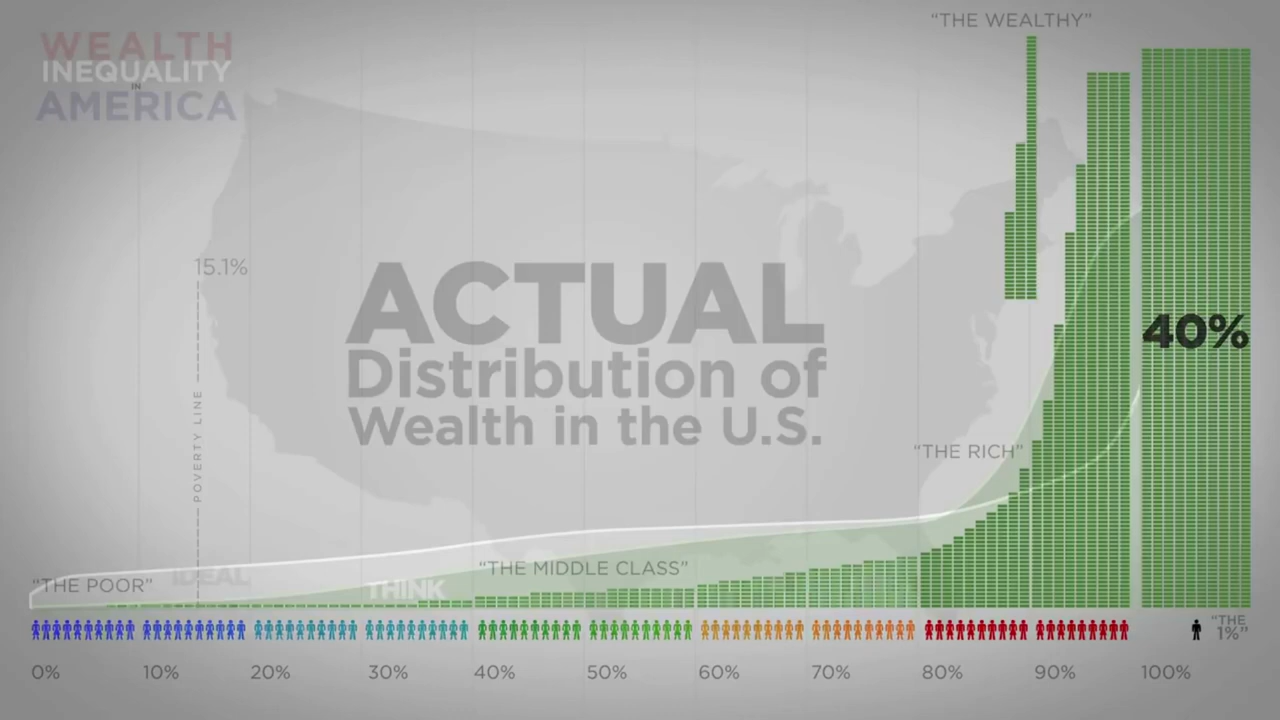 "THE WEALTHY"
WEALTH
INEQUALITY
IN
AMERICA
15.1%
ACTUAL
Distribution of
Wealth in the U.S.
40%
POVERTY LINE
"THE RICH"
"THE MIDDLE CLASS"
"THE POOR"
IDEAL
THINK
"THE
1%"
0%
10%
20%
30%
40%
50%
60%
70%
80%
90%
100%